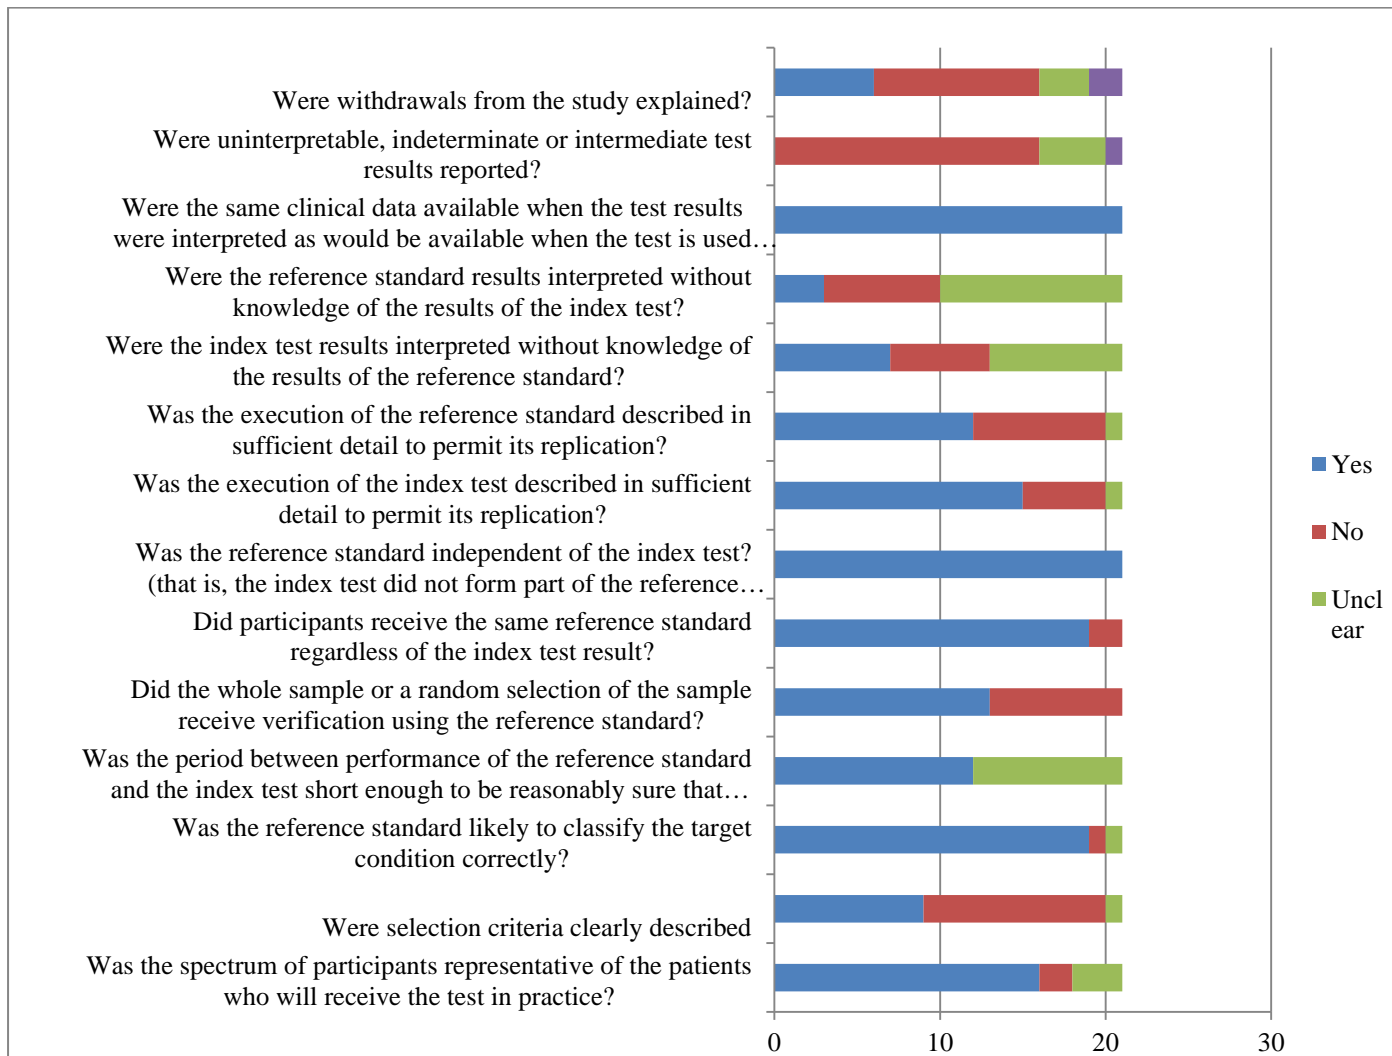 Were withdrawals from the study explained?
Were uninterpretable, indeterminate or intermediate test
results reported?
Were the same clinical data available when the test results
were interpreted as would be available when the test is used…
Were the reference standard results interpreted without
knowledge of the results of the index test?
Were the index test results interpreted without knowledge of
the results of the reference standard?
Was the execution of the reference standard described in
sufficient detail to permit its replication?
Was the execution of the index test described in sufficient
detail to permit its replication?
Was the reference standard independent of the index test?
(that is, the index test did not form part of the reference…
Did participants receive the same reference standard
regardless of the index test result?
Did the whole sample or a random selection of the sample
receive verification using the reference standard?
Was the period between performance of the reference standard
and the index test short enough to be reasonably sure that…
Was the reference standard likely to classify the target
condition correctly?
Were selection criteria clearly described
Was the spectrum of participants representative of the patients
who will receive the test in practice?
0 10 20 30
Yes
No
Uncl
ear